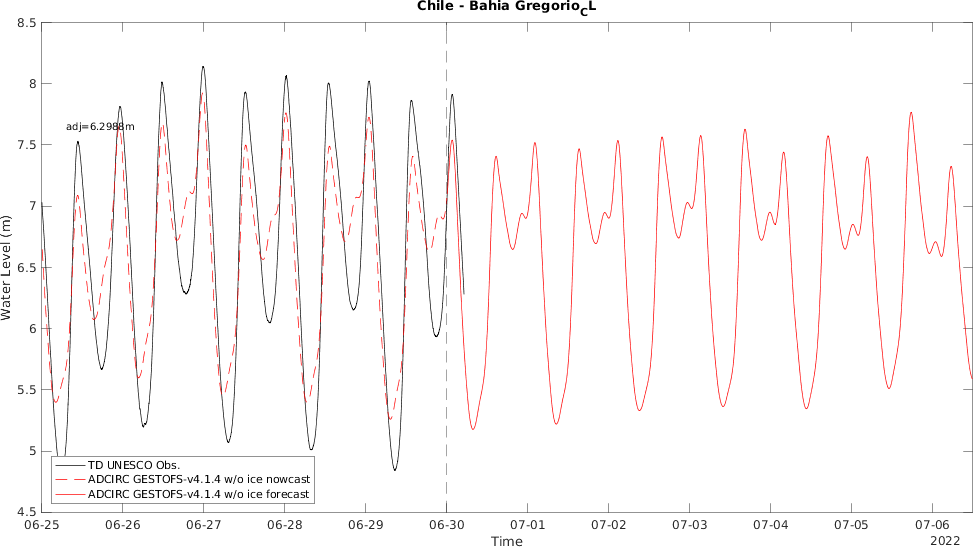 Chile - Bahia Gregorio_CL
8.5
8
7.5
7
6.5
6
5.5
5
4.5
Water Level (m)
adj=6.2988m
TD UNESCO Obs.
ADCIRC GESTOFS-v4.1.4 w/o ice nowcast
ADCIRC GESTOFS-v4.1.4 w/o ice forecast
06-25 06-26 06-27 06-28 06-29 06-30 07-01 07-02 07-03 07-04 07-05 07-06
Time
2022